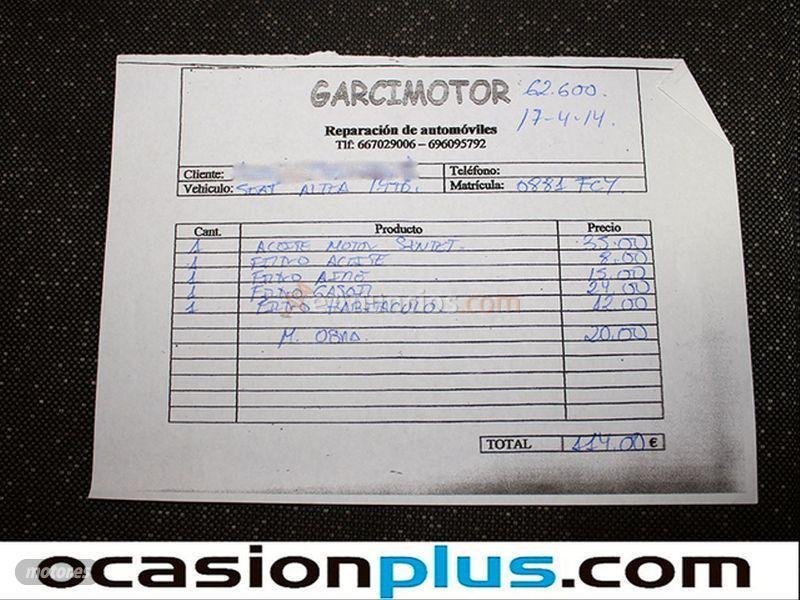 GARCIMOTOR
62.600.
17-4-14.
Reparación de automóviles
Tlf: 667029006 – 696095792
Cliente: Teléfono:
Vehiculo: SEAT ALTEA Matrícula: 0881 FCY
Cant. Producto Precio
1 ACEITE MOTOR SINTET. 35.00
1 FILTRO ACEITE 8.00
1 FILTRO AIRE 15.00
1 FILTRO GASOIL 24.00
1 FILTRO HABITACULO. 12.00
M. OBRA. 20.00
TOTAL 114.00 €
.com
motores
ocasionplus.com